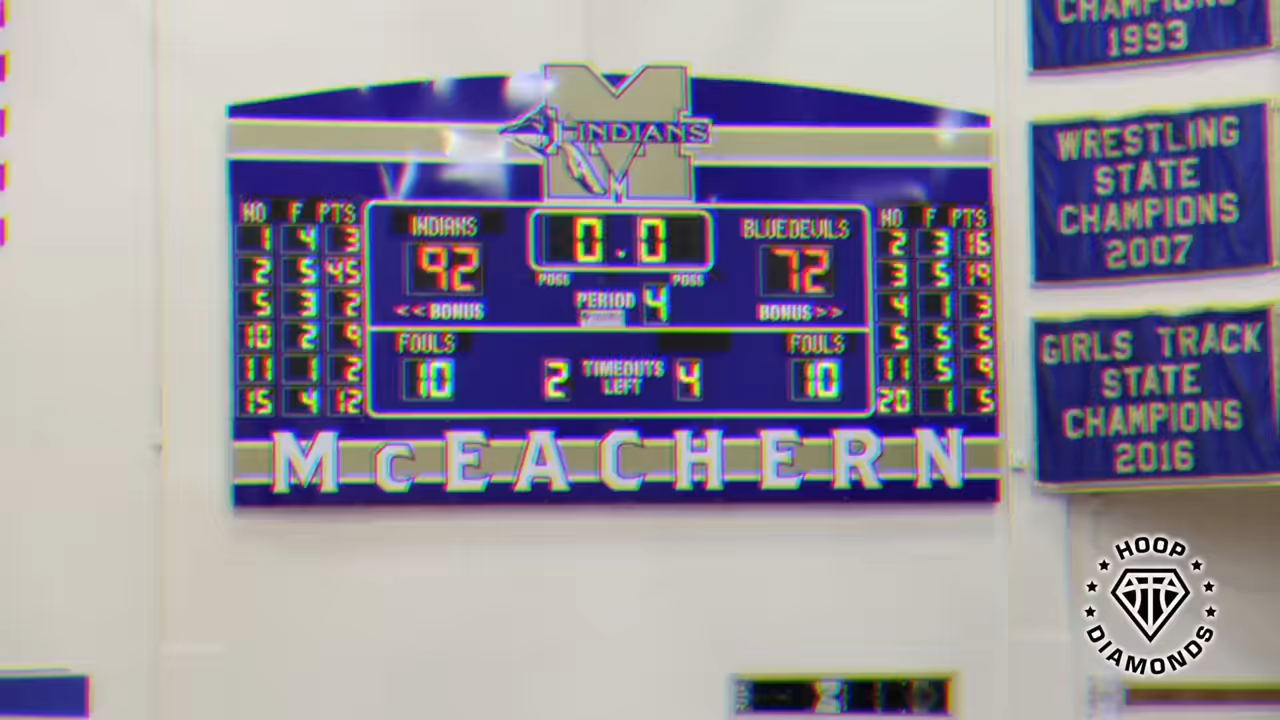 CHAMPIONS
1993
WRESTLING
STATE
CHAMPIONS
2007
GIRLS TRACK
STATE
CHAMPIONS
2016
INDIANS
M
NO F PTS
1 4 3
2 5 45
5 3 2
10 2 9
11 1 2
15 4 12
INDIANS
92
<< BONUS
0.0
POSS POSS
PERIOD 4
BLUEDEVILS
72
BONUS >>
FOULS
10
2 TIMEOUTS LEFT 4
FOULS
10
NO F PTS
2 3 16
3 5 19
4 1 3
5 5 5
11 5 9
20 1 5
McEACHERN
HOOP
DIAMONDS